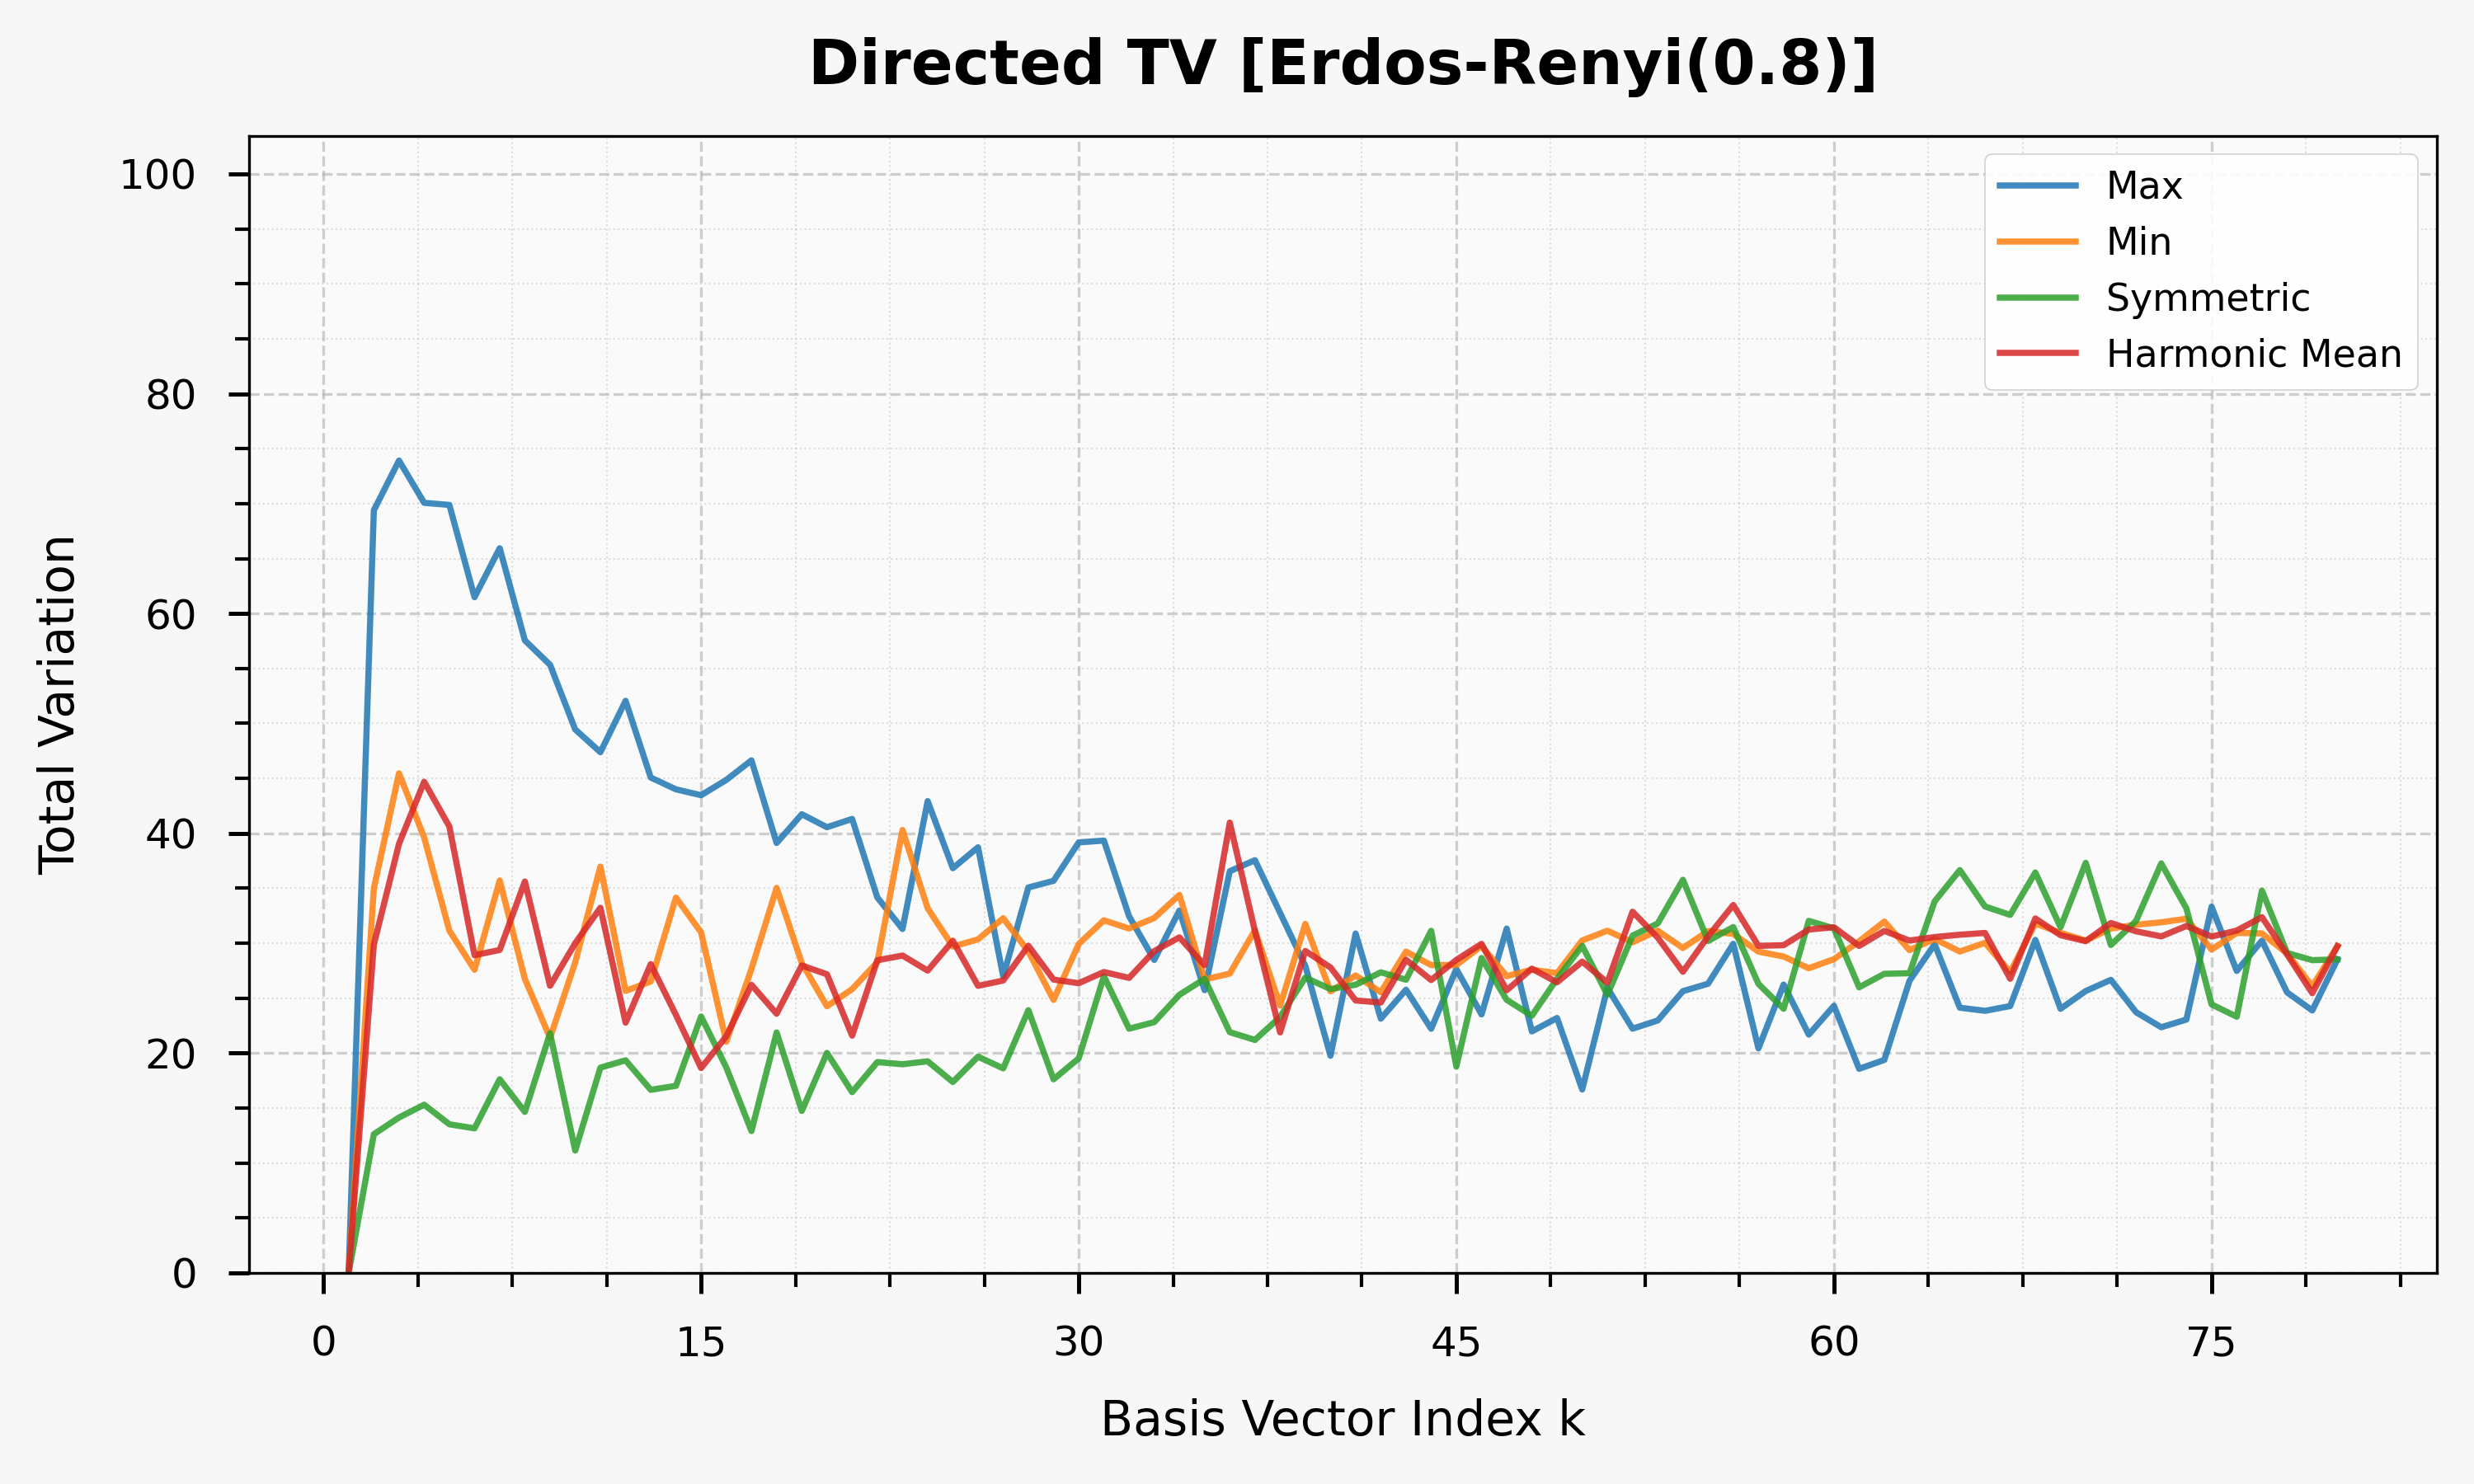 Directed TV [Erdos-Renyi(0.8)]
100
80
60
40
20
0
Total Variation
Max
Min
Symmetric
Harmonic Mean
0 15 30 45 60 75
Basis Vector Index k